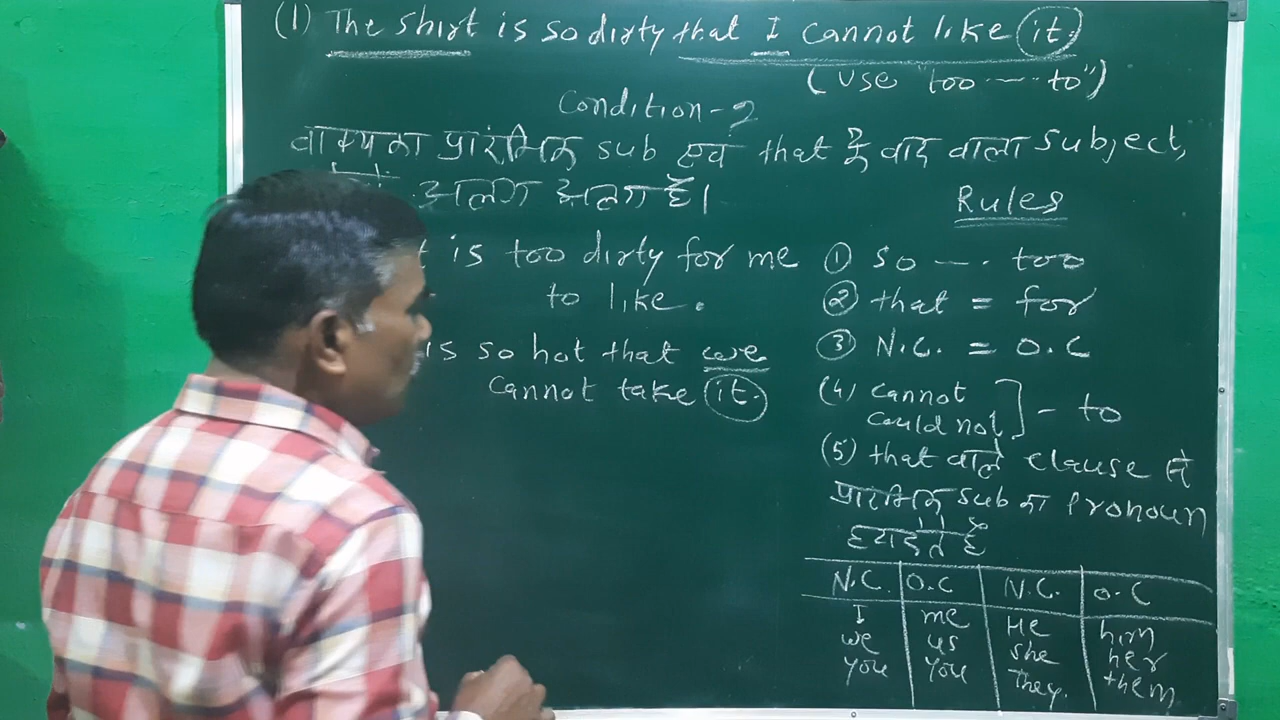 (1) The shirt is so dirty that I cannot like it.
(use "too ---- to")
Condition-2
वाक्य का प्रारंभिक sub एवं that के बाद वाला subject,
अलग अलग हैं।
Rules
is too dirty for me
to like.
is so hot that we
cannot take it.
① so --- too
② that = for
③ N.C. = O.C
(4) cannot
could not ] - to
(5) that वाले clause से
प्रारंभिक sub का Pronoun
हटा देते हैं
N.C. O.C N.C. O.C
I me He him
we us she her
you you They. them